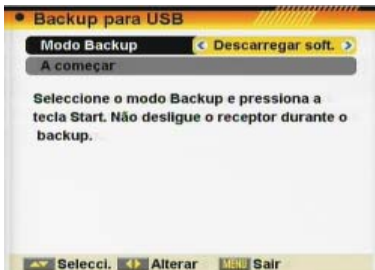 Backup para USB
Modo Backup < Descarregar soft. >
A começar
Seleccione o modo Backup e pressiona a
tecla Start. Não desligue o receptor durante o
backup.
Selecci. Alterar MENU Sair